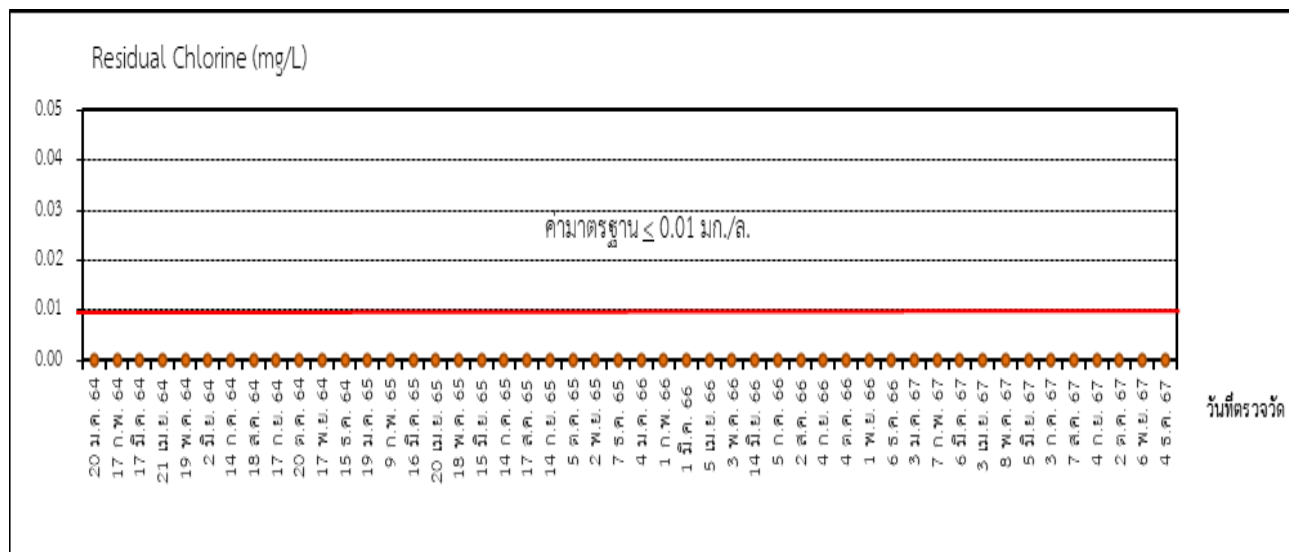 Residual Chlorine (mg/L)
0.05
0.04
0.03
0.02
0.01
0.00
ค่ามาตรฐาน ≤ 0.01 มก./ล.
20 ม.ค. 64
17 ก.พ. 64
17 มี.ค. 64
21 เม.ย. 64
19 พ.ค. 64
2 มิ.ย. 64
14 ก.ค. 64
18 ส.ค. 64
17 ก.ย. 64
20 ต.ค. 64
17 พ.ย. 64
15 ธ.ค. 64
19 ม.ค. 65
9 ก.พ. 65
16 มี.ค. 65
20 เม.ย. 65
18 พ.ค. 65
15 มิ.ย. 65
14 ก.ค. 65
17 ส.ค. 65
14 ก.ย. 65
5 ต.ค. 65
2 พ.ย. 65
7 ธ.ค. 65
4 ม.ค. 66
1 ก.พ. 66
1 มี.ค. 66
5 เม.ย. 66
3 พ.ค. 66
14 มิ.ย. 66
5 ก.ค. 66
2 ส.ค. 66
4 ก.ย. 66
4 ต.ค. 66
1 พ.ย. 66
6 ธ.ค. 66
3 ม.ค. 67
7 ก.พ. 67
6 มี.ค. 67
3 เม.ย. 67
8 พ.ค. 67
5 มิ.ย. 67
3 ก.ค. 67
7 ส.ค. 67
4 ก.ย. 67
2 ต.ค. 67
6 พ.ย. 67
4 ธ.ค. 67
วันที่ตรวจวัด